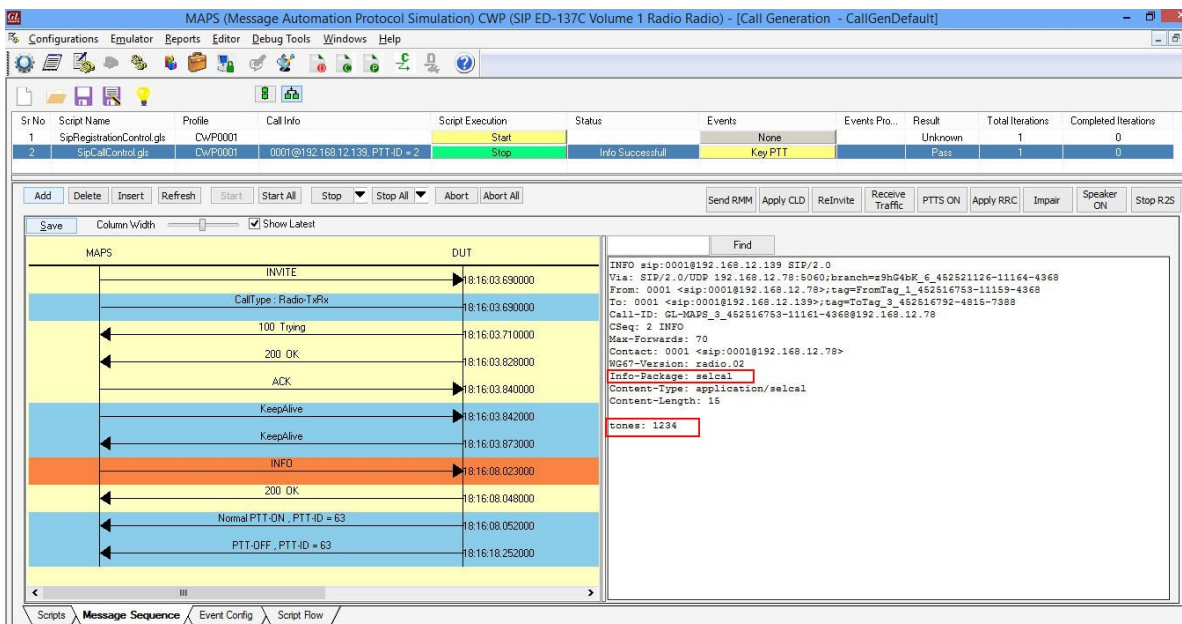 GL
MAPS (Message Automation Protocol Simulation) CWP (SIP ED-137C Volume 1 Radio Radio) - [Call Generation - CallGenDefault]
Configurations Emulator Reports Editor Debug Tools Windows Help
Sr No Script Name Profile Call Info Script Execution Status Events Events Pro... Result Total Iterations Completed Iterations
1 SipRegistrationControl.gls CWP0001 Start None Unknown 1 0
2 SipCallControl.gls CWP0001 0001@192.168.12.139, PTT-ID = 2 Stop Info Successfull Key PTT Pass 1 0
Add Delete Insert Refresh Start Start All Stop Stop All Abort Abort All Send RMM Apply CLD ReInvite Receive Traffic PTTS ON Apply RRC Impair Speaker ON Stop R2S
Save Column Width Show Latest
MAPS DUT
INVITE
18:16:03.690000
CallType : Radio-TxRx
18:16:03.690000
100 Trying
18:16:03.710000
200 OK
18:16:03.828000
ACK
18:16:03.840000
KeepAlive
18:16:03.842000
KeepAlive
18:16:03.873000
INFO
18:16:08.023000
200 OK
18:16:08.048000
Normal PTT-ON , PTT-ID = 63
18:16:08.052000
PTT-OFF , PTT-ID = 63
18:16:18.252000
Find
INFO sip:0001@192.168.12.139 SIP/2.0
Via: SIP/2.0/UDP 192.168.12.78:5060;branch=z9hG4bK_6_452521126-11164-4368
From: 0001 <sip:0001@192.168.12.78>;tag=FromTag_1_452516753-11159-4368
To: 0001 <sip:0001@192.168.12.139>;tag=ToTag_3_452516792-4815-7388
Call-ID: GL-MAPS_3_452516753-11161-4368@192.168.12.78
CSeq: 2 INFO
Max-Forwards: 70
Contact: 0001 <sip:0001@192.168.12.78>
WG67-Version: radio.02
Info-Package: selcal
Content-Type: application/selcal
Content-Length: 15
tones: 1234
Scripts Message Sequence Event Config Script Flow